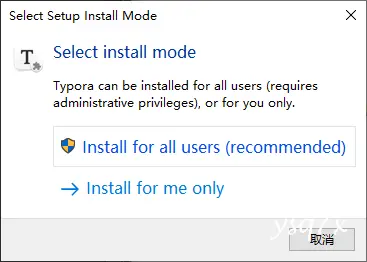 Select Setup Install Mode
T
Select install mode
Typora can be installed for all users (requires
administrative privileges), or for you only.
Install for all users (recommended)
Install for me only
取消